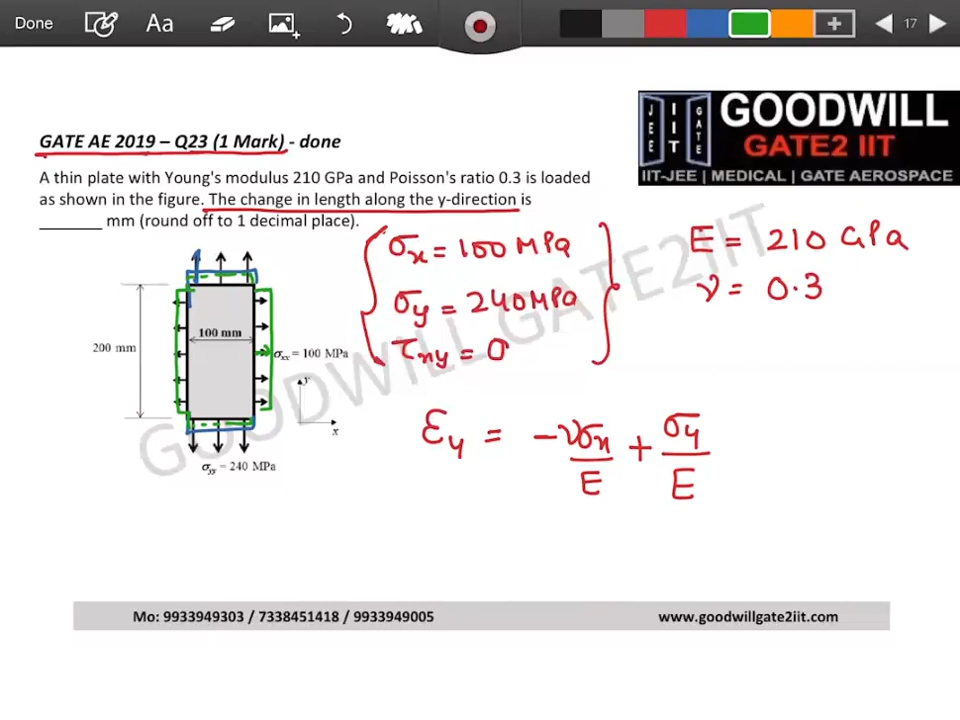 Done
Aa
17
JEE
IIT
GATE
GOODWILL
GATE2 IIT
IIT-JEE | MEDICAL | GATE AEROSPACE
GATE AE 2019 – Q23 (1 Mark) - done
A thin plate with Young's modulus 210 GPa and Poisson's ratio 0.3 is loaded
as shown in the figure. The change in length along the y-direction is
_______ mm (round off to 1 decimal place).
σx = 100 MPa
E = 210 GPa
ν = 0.3
σy = 240 MPa
τxy = 0
100 mm
200 mm
σxx = 100 MPa
y
x
σyy = 240 MPa
εy = -νσx/E + σy/E
GOODWILL GATE2IIT
Mo: 9933949303 / 7338451418 / 9933949005
www.goodwillgate2iit.com